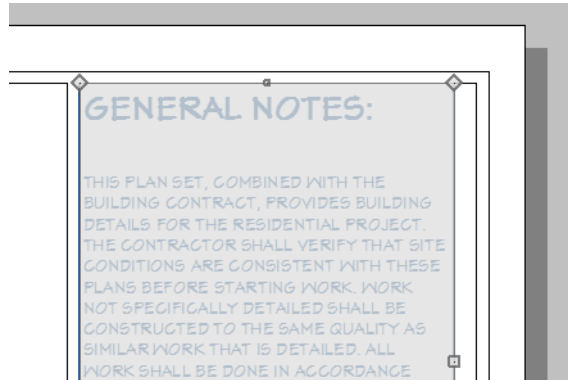 GENERAL NOTES:
THIS PLAN SET, COMBINED WITH THE
BUILDING CONTRACT, PROVIDES BUILDING
DETAILS FOR THE RESIDENTIAL PROJECT.
THE CONTRACTOR SHALL VERIFY THAT SITE
CONDITIONS ARE CONSISTENT WITH THESE
PLANS BEFORE STARTING WORK. WORK
NOT SPECIFICALLY DETAILED SHALL BE
CONSTRUCTED TO THE SAME QUALITY AS
SIMILAR WORK THAT IS DETAILED. ALL
WORK SHALL BE DONE IN ACCORDANCE